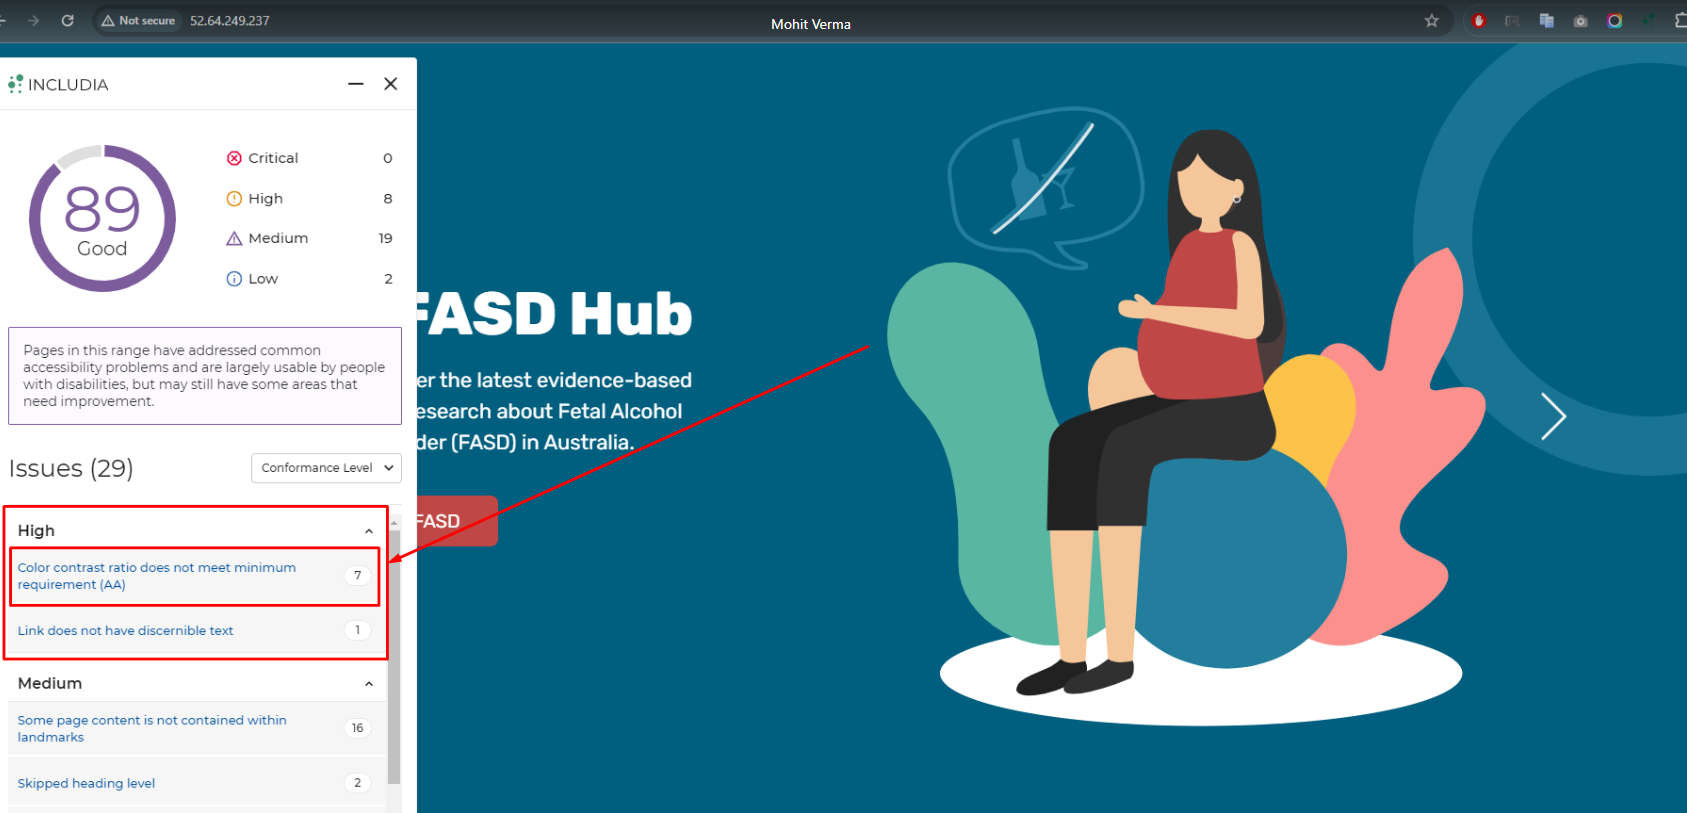 Not secure 52.64.249.237
Mohit Verma
INCLUDIA
89
Good
Critical 0
High 8
Medium 19
Low 2
Pages in this range have addressed common
accessibility problems and are largely usable by people
with disabilities, but may still have some areas that
need improvement.
Issues (29)
Conformance Level
High
Color contrast ratio does not meet minimum
requirement (AA)
7
Link does not have discernible text 1
Medium
Some page content is not contained within
landmarks
16
Skipped heading level 2
FASD Hub
er the latest evidence-based
esearch about Fetal Alcohol
der (FASD) in Australia.
FASD